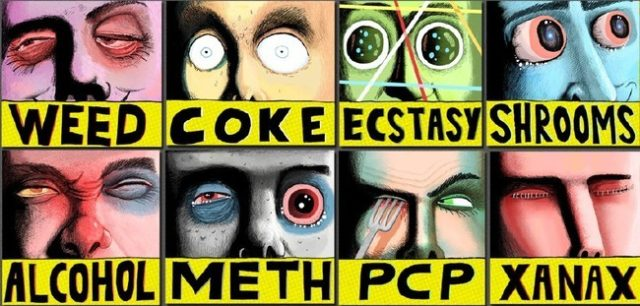 WEED COKE ECSTASY SHROOMS
ALCOHOL METH PCP XANAX